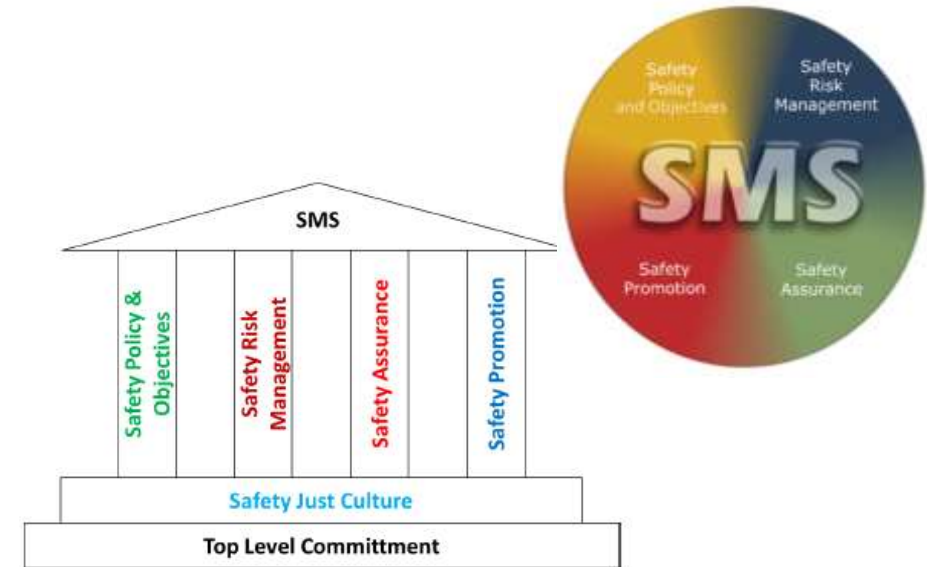 Safety
Policy
and Objectives
Safety
Risk
Management
SMS
Safety
Promotion
Safety
Assurance
SMS
Safety Policy &
Objectives
Safety Risk
Management
Safety Assurance
Safety Promotion
Safety Just Culture
Top Level Committment